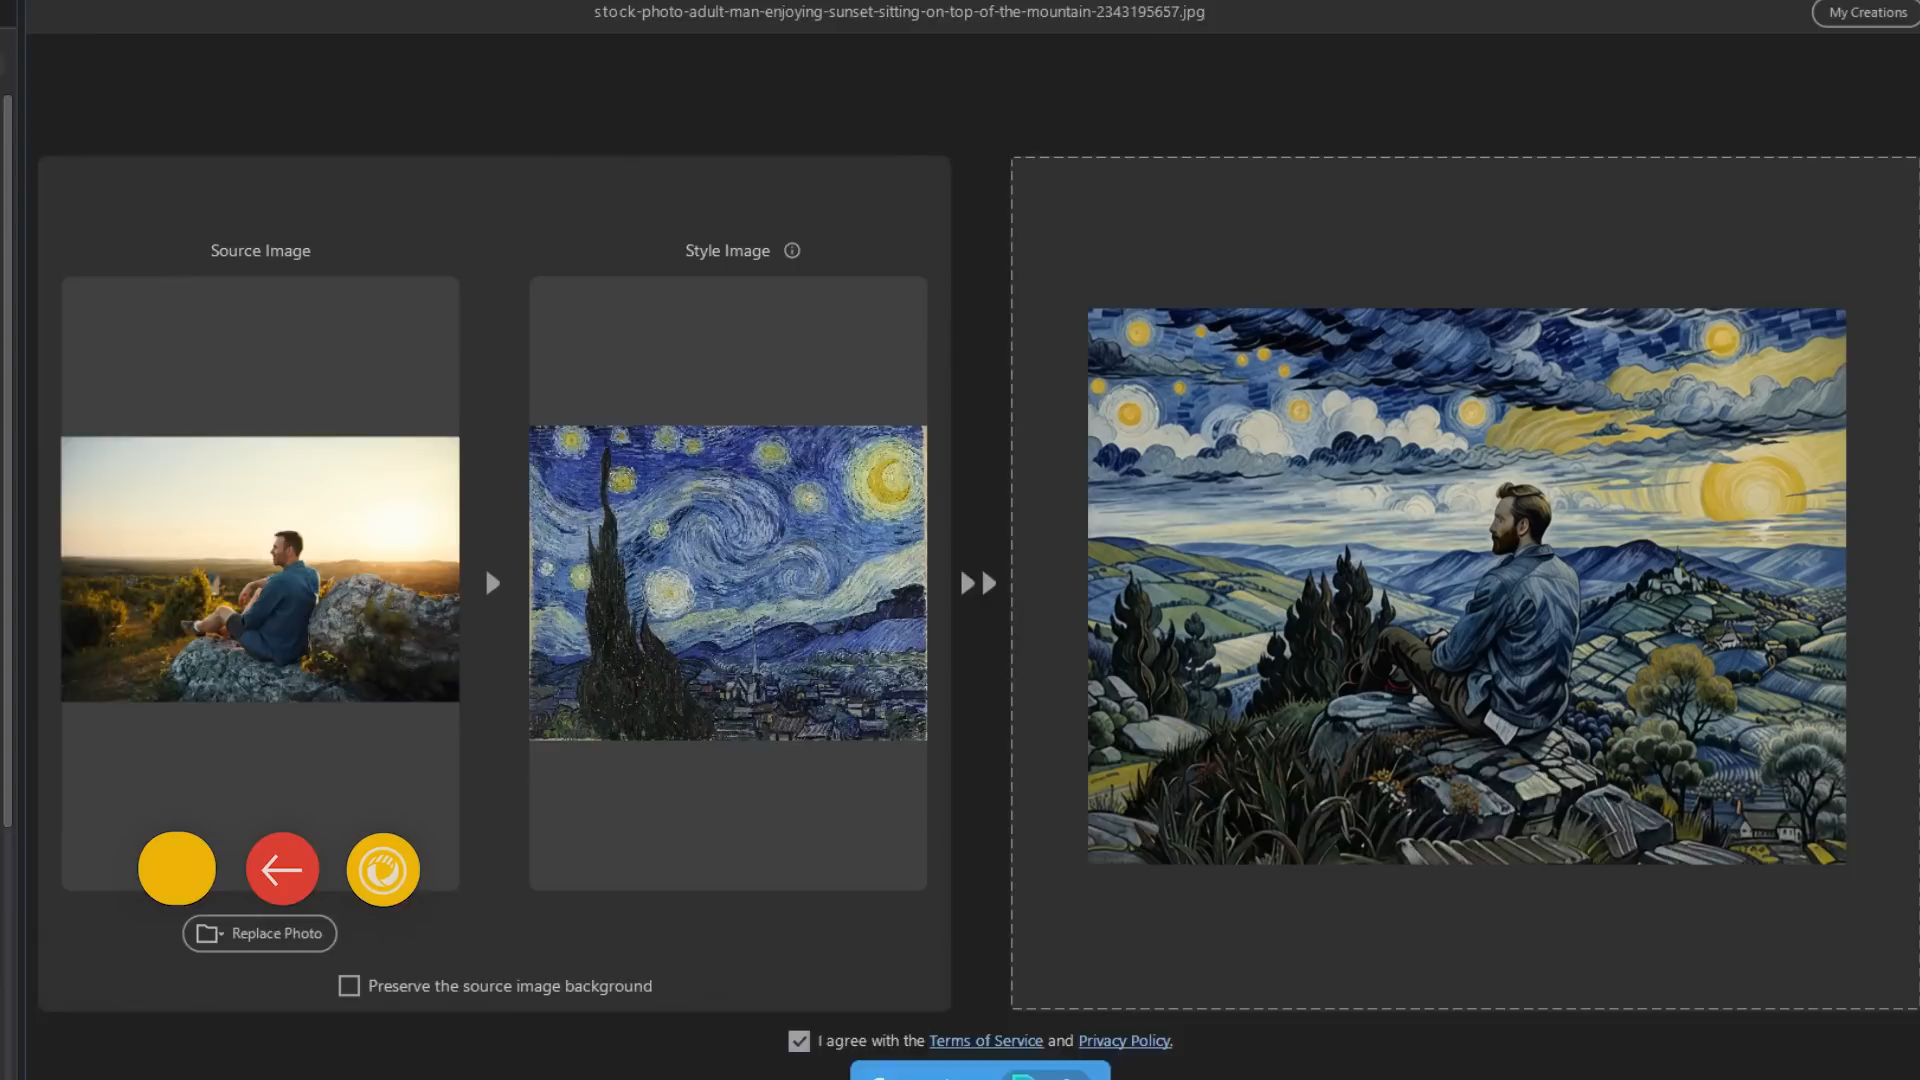 stock-photo-adult-man-enjoying-sunset-sitting-on-top-of-the-mountain-2343195657.jpg
My Creations
Source Image
Style Image
Replace Photo
Preserve the source image background
I agree with the Terms of Service and Privacy Policy.